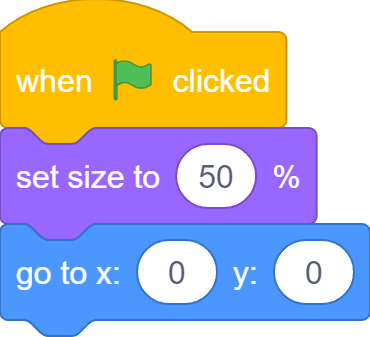 when clicked
set size to 50 %
go to x: 0 y: 0